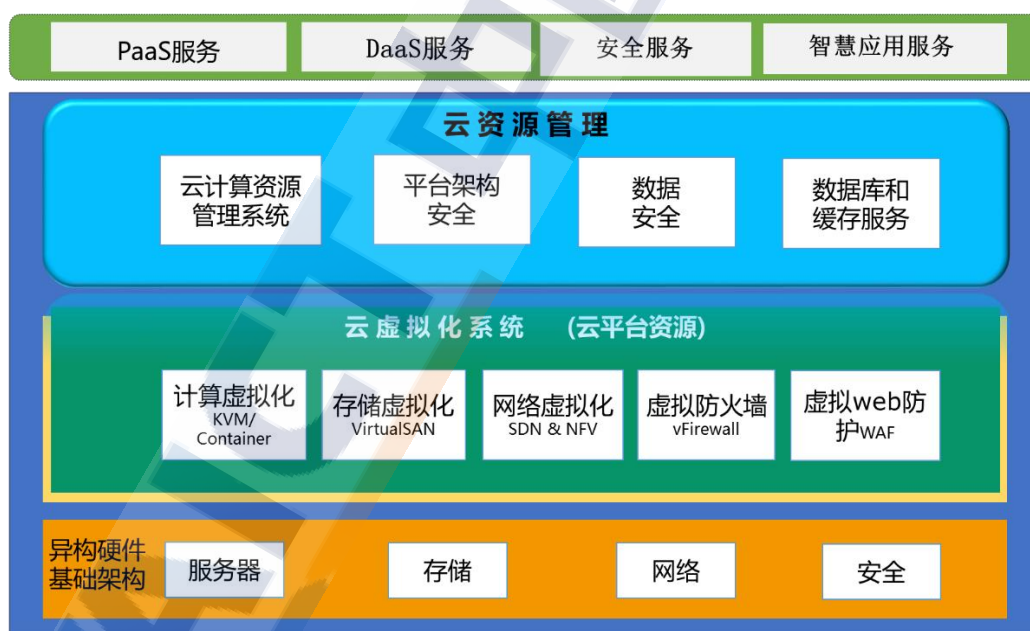 PaaS服务
DaaS服务
安全服务
智慧应用服务
云资源管理
云计算资源
管理系统
平台架构
安全
数据
安全
数据库和
缓存服务
云虚拟化系统 (云平台资源)
计算虚拟化
KVM/
Container
存储虚拟化
VirtualSAN
网络虚拟化
SDN & NFV
虚拟防火墙
vFirewall
虚拟web防
护WAF
异构硬件
基础架构
服务器
存储
网络
安全